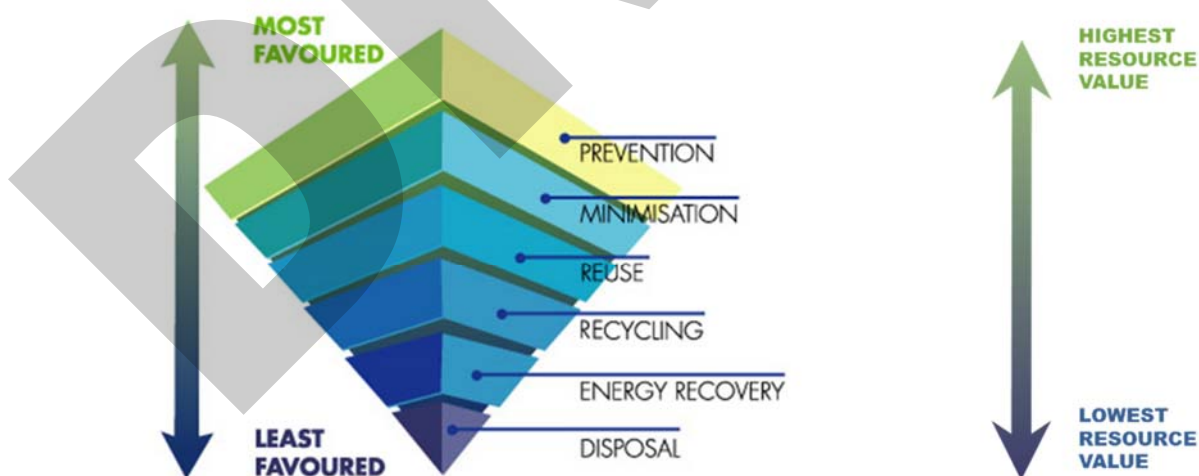 MOST
FAVOURED
HIGHEST
RESOURCE
VALUE
PREVENTION
MINIMISATION
REUSE
RECYCLING
ENERGY RECOVERY
DISPOSAL
LEAST
FAVOURED
LOWEST
RESOURCE
VALUE